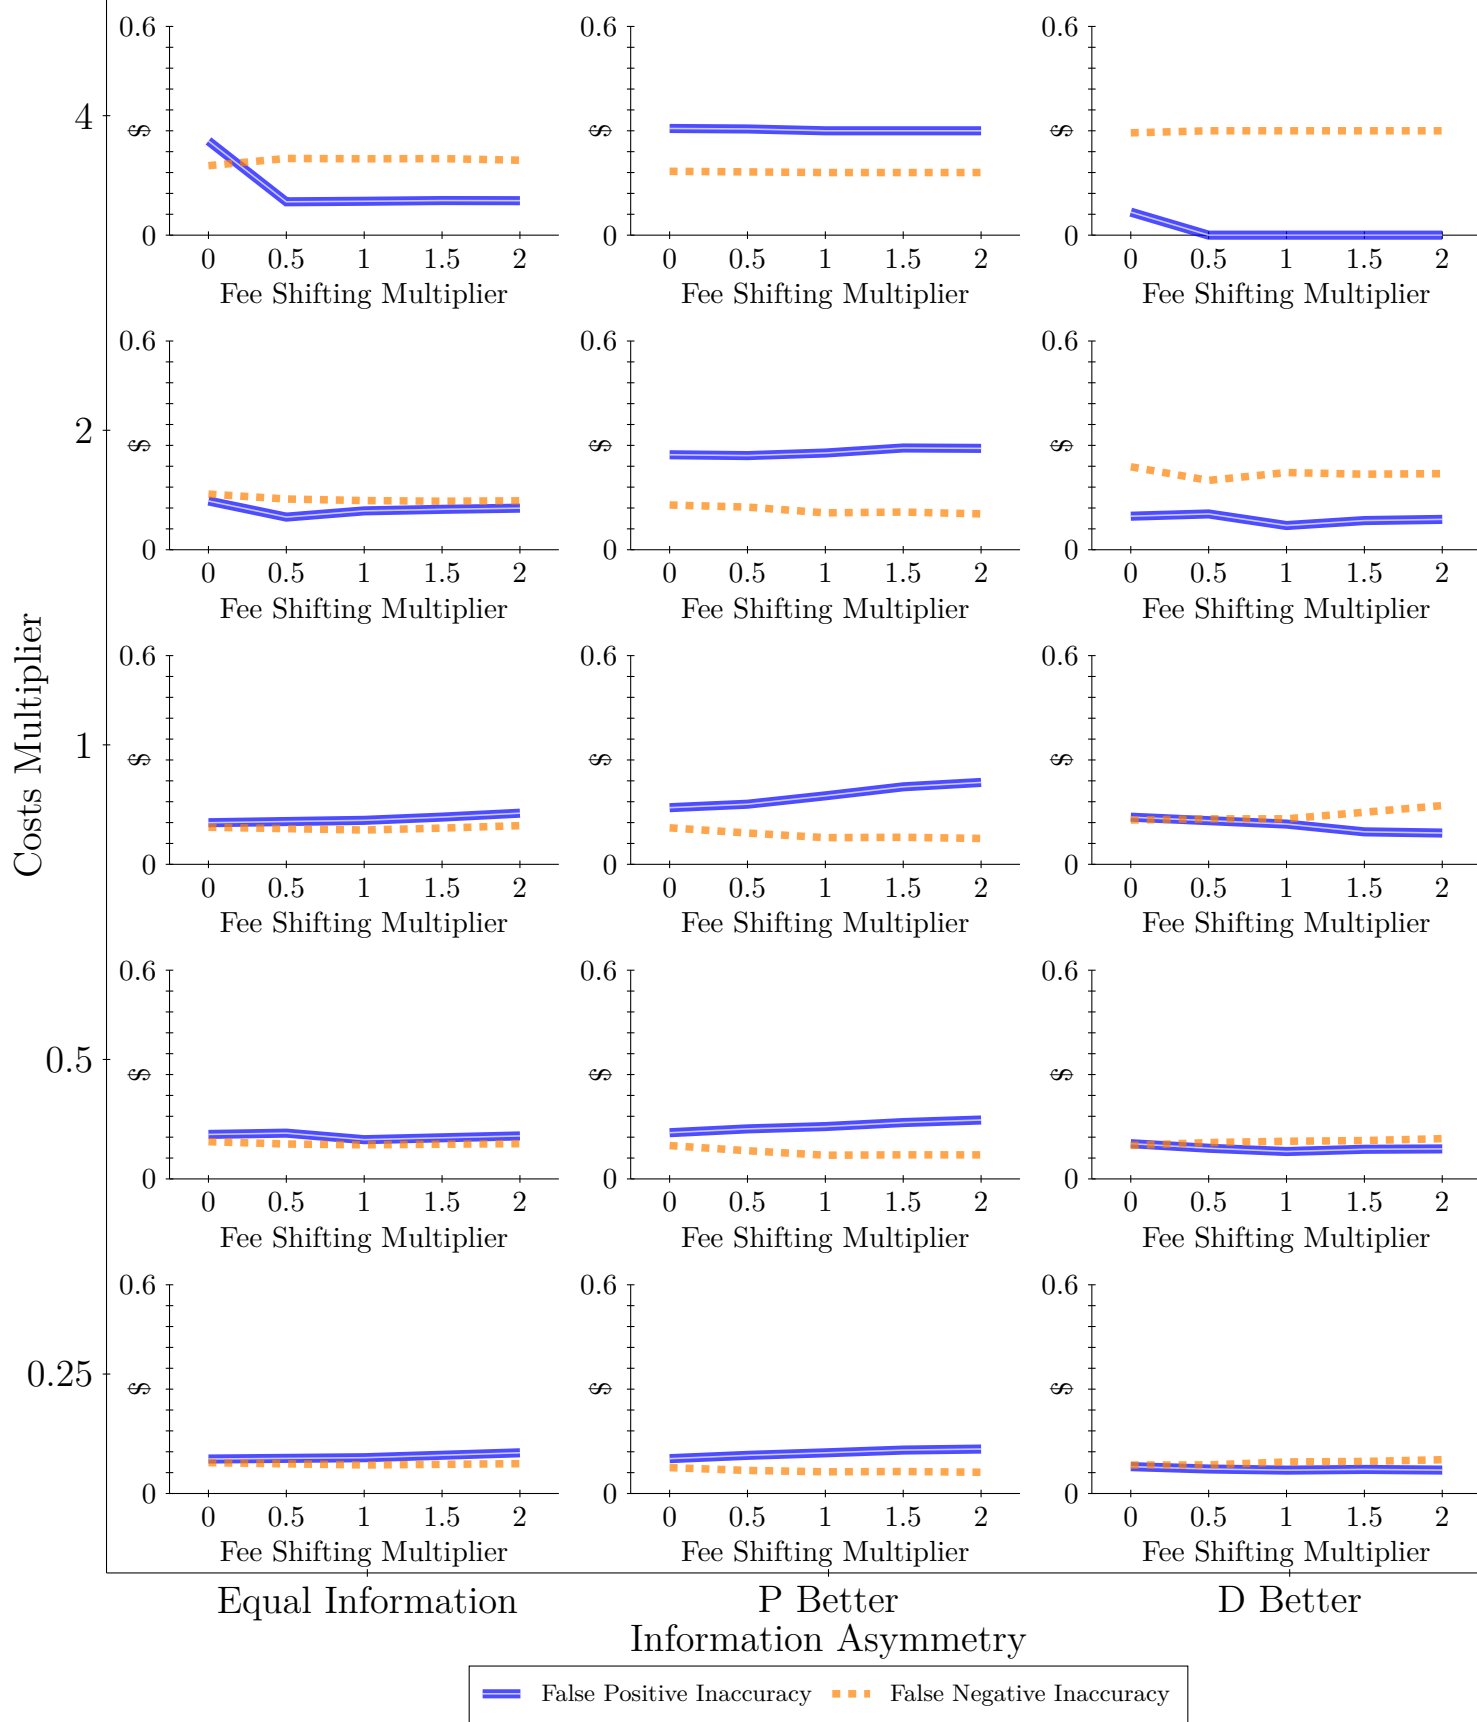 0.6 0.6 0.6
4 $ $ $
0 0 0
0 0.5 1 1.5 2 0 0.5 1 1.5 2 0 0.5 1 1.5 2
Fee Shifting Multiplier Fee Shifting Multiplier Fee Shifting Multiplier
0.6 0.6 0.6
2 $ $ $
0 0 0
0 0.5 1 1.5 2 0 0.5 1 1.5 2 0 0.5 1 1.5 2
Fee Shifting Multiplier Fee Shifting Multiplier Fee Shifting Multiplier
Costs Multiplier
0.6 0.6 0.6
1 $ $ $
0 0 0
0 0.5 1 1.5 2 0 0.5 1 1.5 2 0 0.5 1 1.5 2
Fee Shifting Multiplier Fee Shifting Multiplier Fee Shifting Multiplier
0.6 0.6 0.6
0.5 $ $ $
0 0 0
0 0.5 1 1.5 2 0 0.5 1 1.5 2 0 0.5 1 1.5 2
Fee Shifting Multiplier Fee Shifting Multiplier Fee Shifting Multiplier
0.6 0.6 0.6
0.25 $ $ $
0 0 0
0 0.5 1 1.5 2 0 0.5 1 1.5 2 0 0.5 1 1.5 2
Fee Shifting Multiplier Fee Shifting Multiplier Fee Shifting Multiplier
Equal Information P Better D Better
Information Asymmetry
False Positive Inaccuracy False Negative Inaccuracy